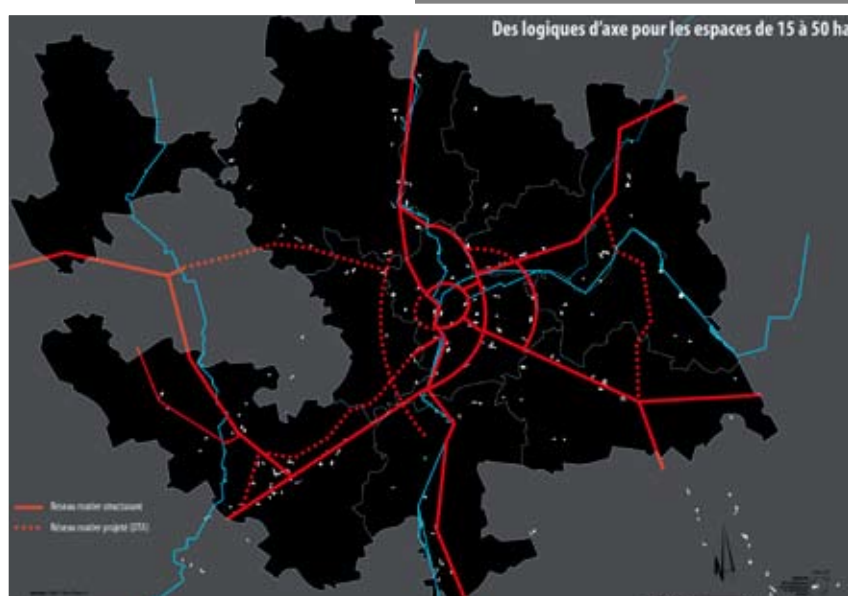 Des logiques d'axe pour les espaces de 15 à 50 ha
Réseau routier structurant
Réseau routier projeté (DTA)